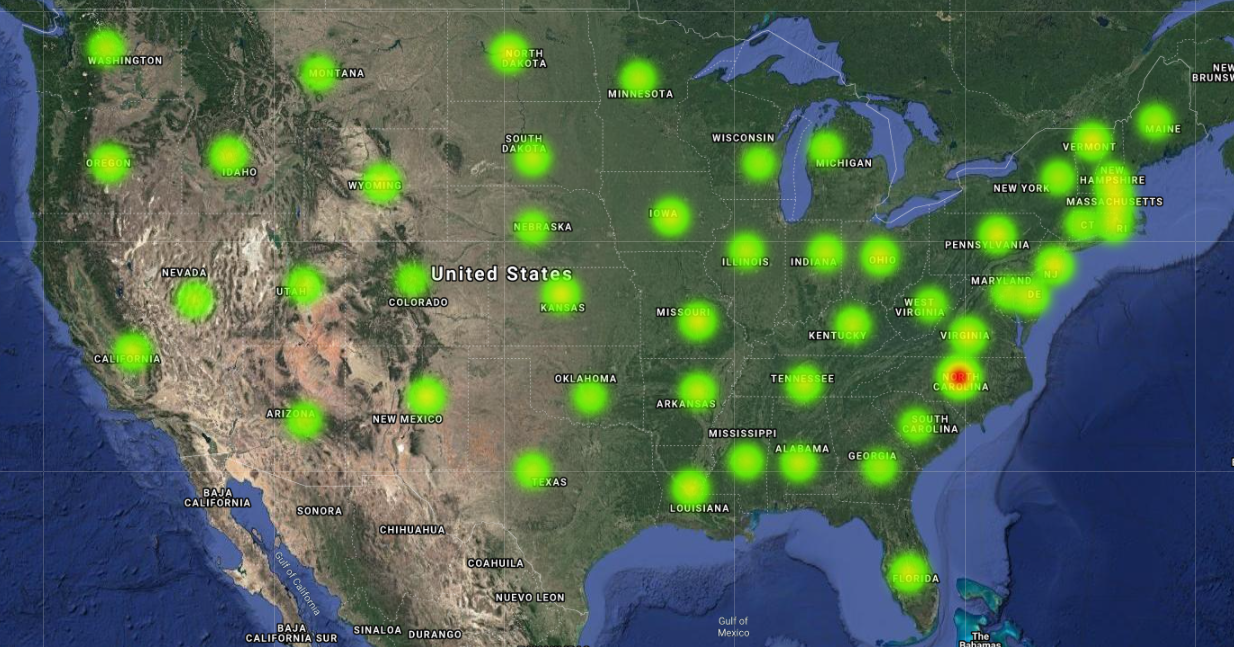 WASHINGTON
MONTANA
NORTH
DAKOTA
MINNESOTA
NEW
BRUNSW
MAINE
VERMONT
WISCONSIN
MICHIGAN
SOUTH
DAKOTA
OREGON
IDAHO
WYOMING
NEW YORK
NEW
HAMPSHIRE
MASSACHUSETTS
IOWA
NEBRASKA
CT
RI
PENNSYLVANIA
ILLINOIS
INDIANA
OHIO
NEVADA
United States
UTAH
COLORADO
KANSAS
MARYLAND
NJ
DE
MISSOURI
WEST
VIRGINIA
KENTUCKY
VIRGINIA
CALIFORNIA
OKLAHOMA
TENNESSEE
NORTH
CAROLINA
ARIZONA
NEW MEXICO
ARKANSAS
SOUTH
CAROLINA
MISSISSIPPI
ALABAMA
GEORGIA
TEXAS
BAJA
CALIFORNIA
SONORA
LOUISIANA
CHIHUAHUA
COAHUILA
Gulf of California
NUEVO LEON
FLORIDA
BAJA
CALIFORNIA SUR
SINALOA
DURANGO
Gulf of
Mexico
The
Bahamas